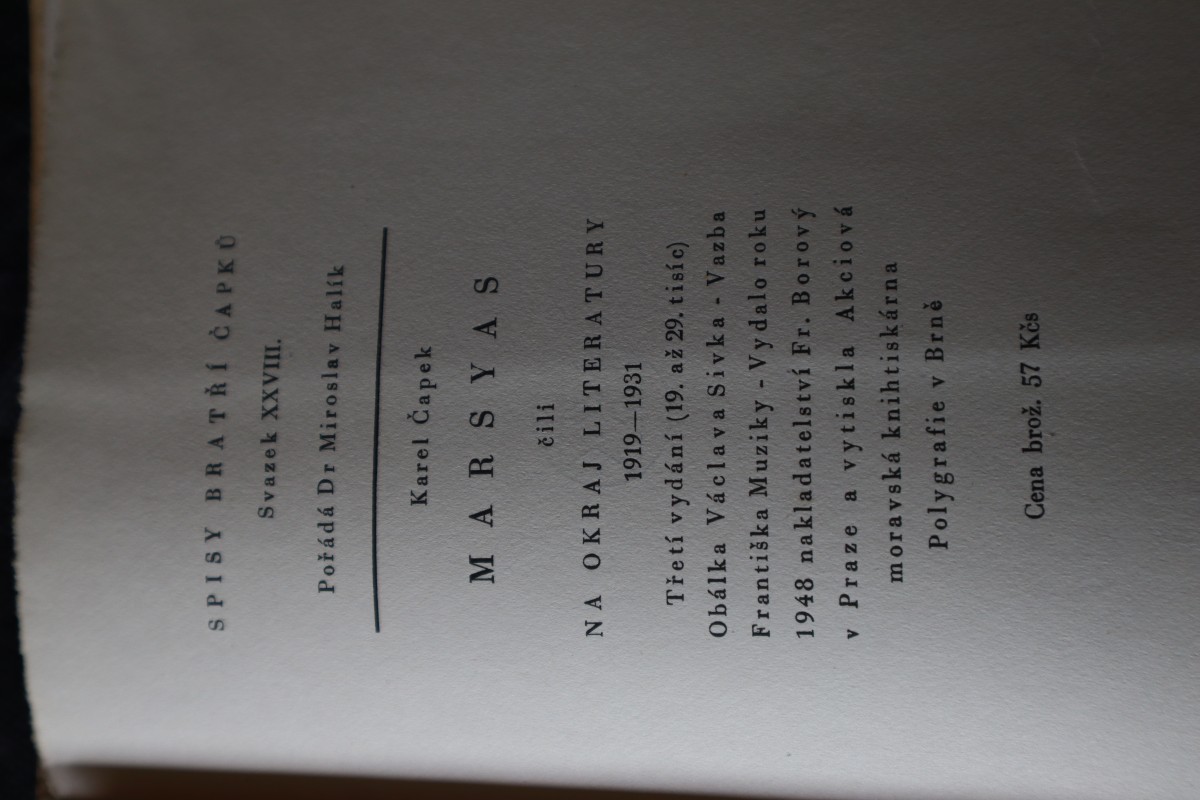 SPISY BRATŘÍ ČAPKŮ
Svazek XXVIII.
Pořádá Dr Miroslav Halík
Karel Čapek
MARSYAS
čili
NA OKRAJ LITERATURY
1919—1931
Třetí vydání (19. až 29. tisíc)
Obálka Václava Sivka - Vazba
Františka Muziky - Vydalo roku
1948 nakladatelství Fr. Borový
v Praze a vytiskla Akciová
moravská knihtiskárna
Polygrafie v Brně
Cena brož. 57 Kčs